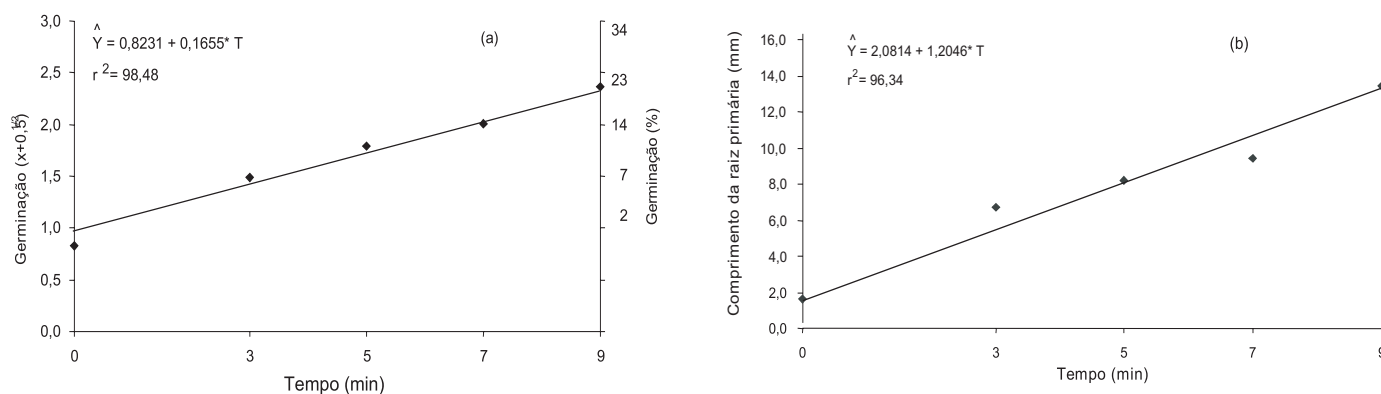 ^
Y = 0,8231 + 0,1655* T
r 2 = 98,48
(a)
3,0
2,5
2,0
1,5
1,0
0,5
0,0
Germinação (x+0,5)
34
23
14
7
2
Germinação (%)
0 3 5 7 9
Tempo (min)
^
Y = 2,0814 + 1,2046* T
r2= 96,34
(b)
16,0
14,0
12,0
10,0
8,0
6,0
4,0
2,0
0,0
Comprimento da raiz primária (mm)
0 3 5 7 9
Tempo (min)